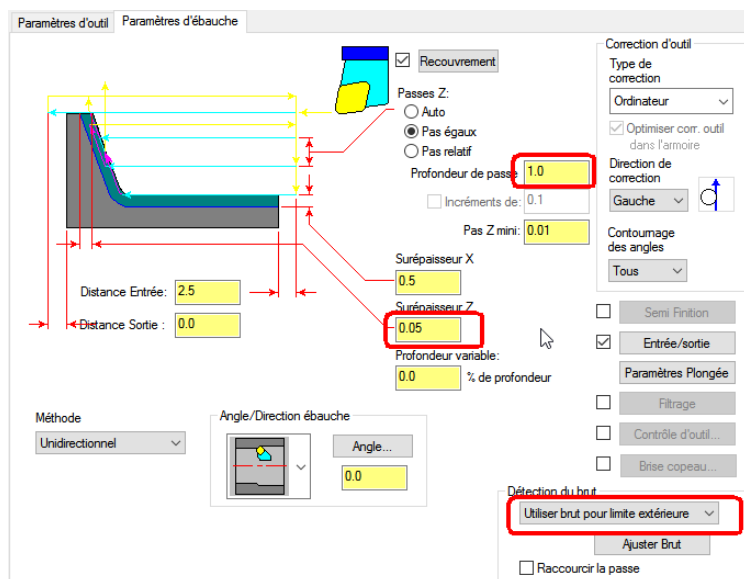 Paramètres d'outil
Paramètres d'ébauche
Recouvrement
Passes Z:
Auto
Pas égaux
Pas relatif
Profondeur de passe 1.0
Incréments de: 0.1
Pas Z mini: 0.01
Surépaisseur X
0.5
Surépaisseur Z
0.05
Profondeur variable:
0.0 % de profondeur
Distance Entrée: 2.5
Distance Sortie : 0.0
Correction d'outil
Type de
correction
Ordinateur
Optimiser corr. outil
dans l'armoire
Direction de
correction
Gauche
Contournage
des angles
Tous
Semi Finition
Entrée/sortie
Paramètres Plongée
Filtrage
Contrôle d'outil...
Brise copeau...
Méthode
Unidirectionnel
Angle/Direction ébauche
Angle...
0.0
Détection du brut
Utiliser brut pour limite extérieure
Ajuster Brut
Raccourcir la passe